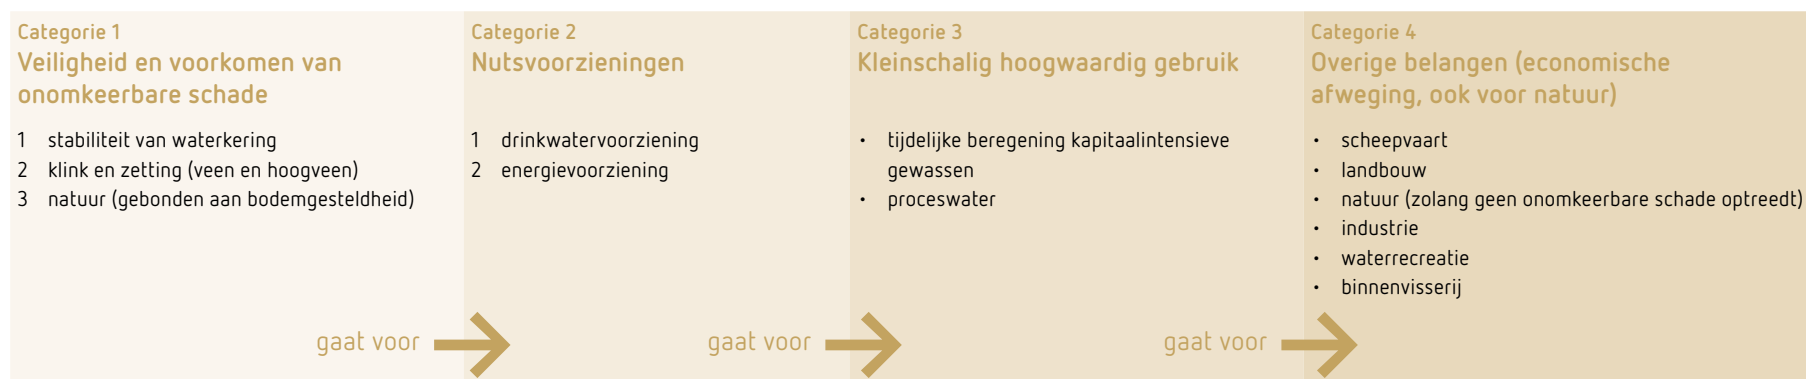 Categorie 1
Veiligheid en voorkomen van
onomkeerbare schade
1 stabiliteit van waterkering
2 klink en zetting (veen en hoogveen)
3 natuur (gebonden aan bodemgesteldheid)
gaat voor
Categorie 2
Nutsvoorzieningen
1 drinkwatervoorziening
2 energievoorziening
gaat voor
Categorie 3
Kleinschalig hoogwaardig gebruik
• tijdelijke beregening kapitaalintensieve
gewassen
• proceswater
gaat voor
Categorie 4
Overige belangen (economische
afweging, ook voor natuur)
• scheepvaart
• landbouw
• natuur (zolang geen onomkeerbare schade optreedt)
• industrie
• waterrecreatie
• binnenvisserij